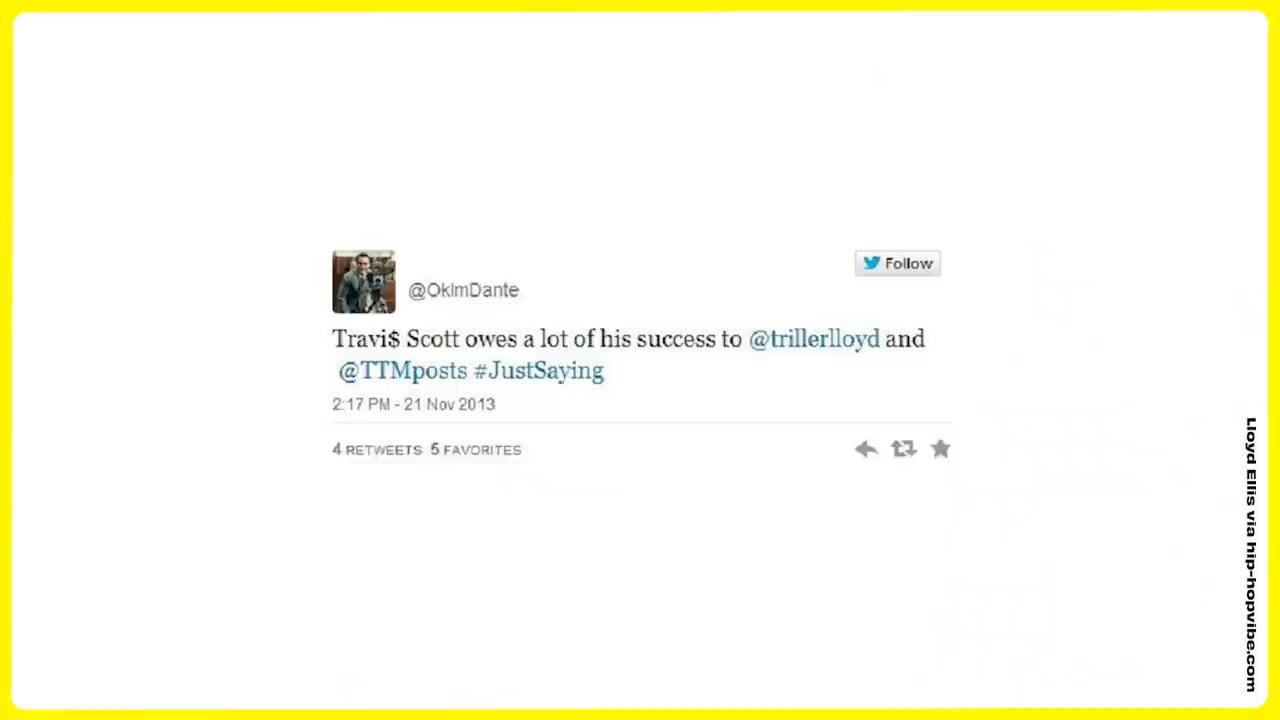 @OkImDante
Follow
Travi$ Scott owes a lot of his success to @trillerlloyd and
@TTMposts #JustSaying
2:17 PM - 21 Nov 2013
4 RETWEETS 5 FAVORITES
Lloyd Ellis via hip-hopvibe.com